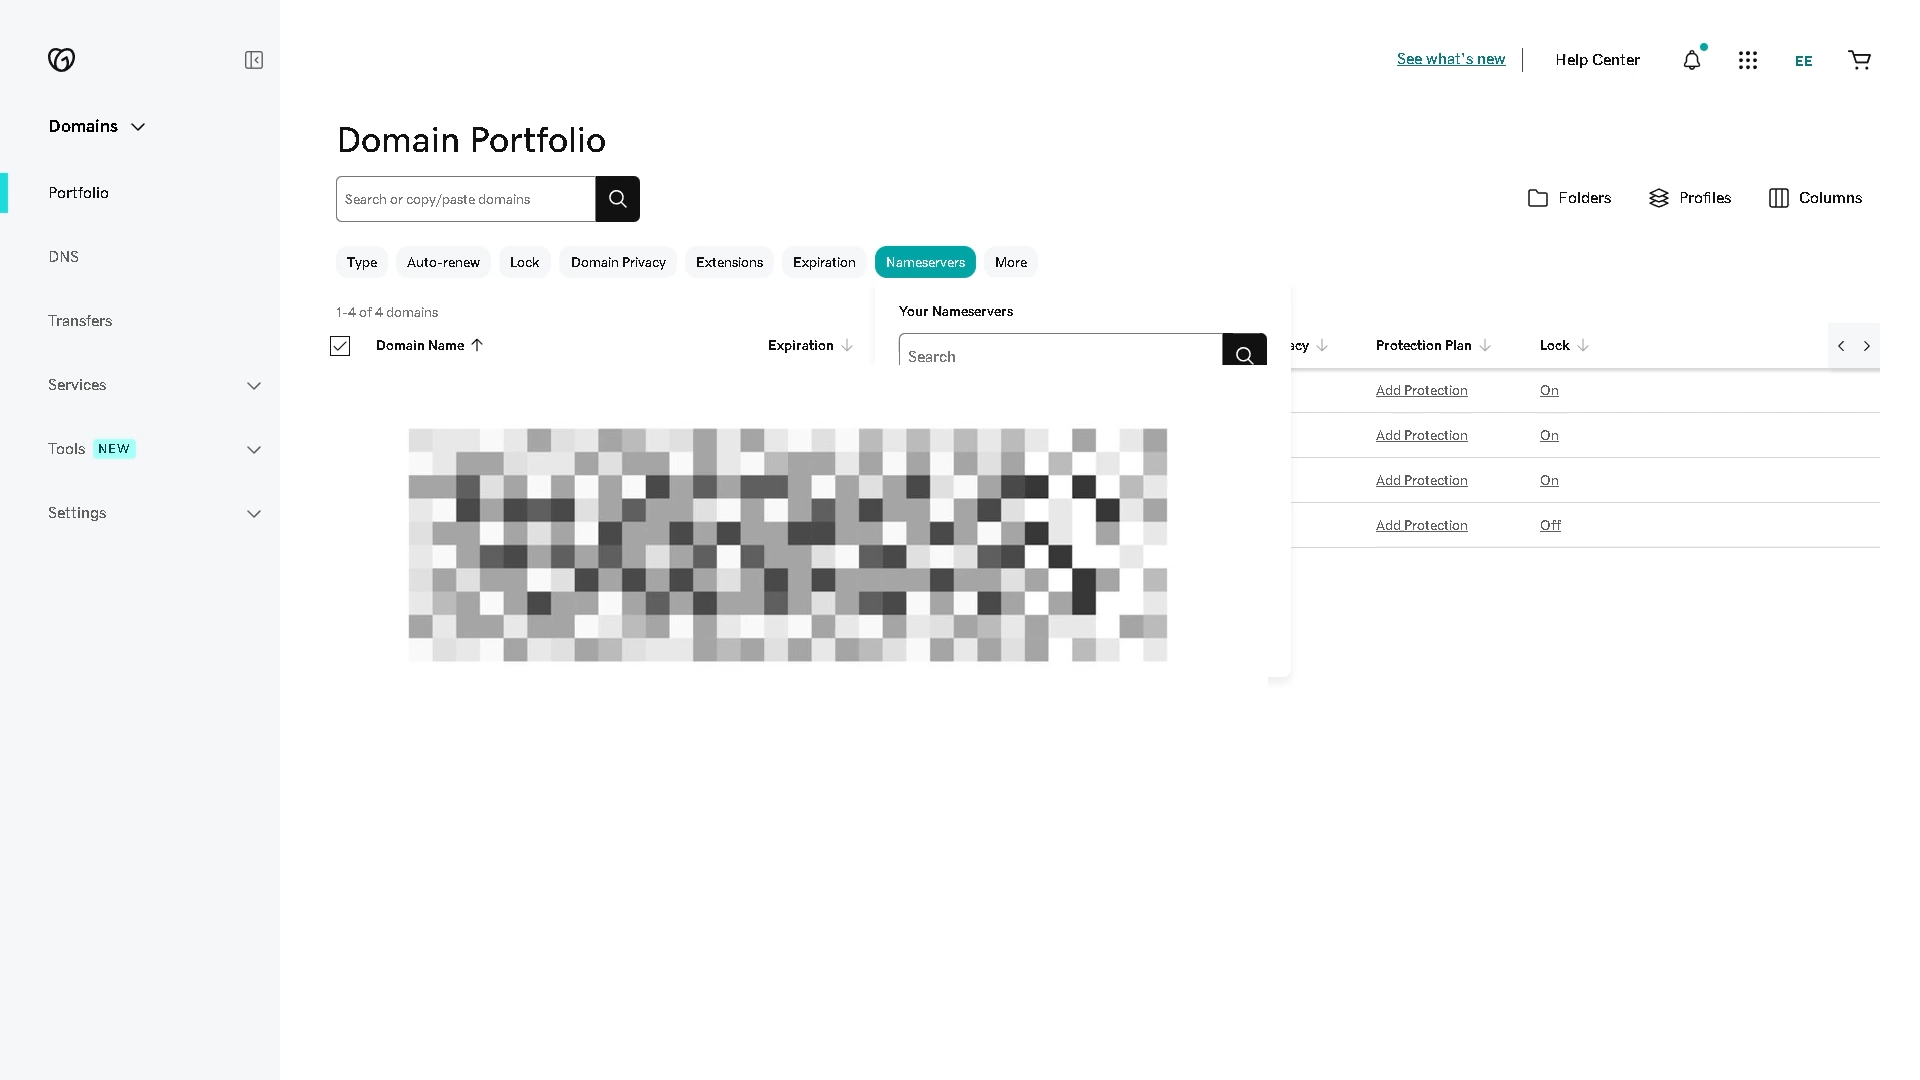 See what's new
Help Center
EE
Domains
Portfolio
DNS
Transfers
Services
Tools NEW
Settings
Domain Portfolio
Search or copy/paste domains
Folders
Profiles
Columns
Type
Auto-renew
Lock
Domain Privacy
Extensions
Expiration
Nameservers
More
1-4 of 4 domains
Your Nameservers
Search
Domain Name
Expiration
acy
Protection Plan
Lock
Add Protection On
Add Protection On
Add Protection On
Add Protection Off